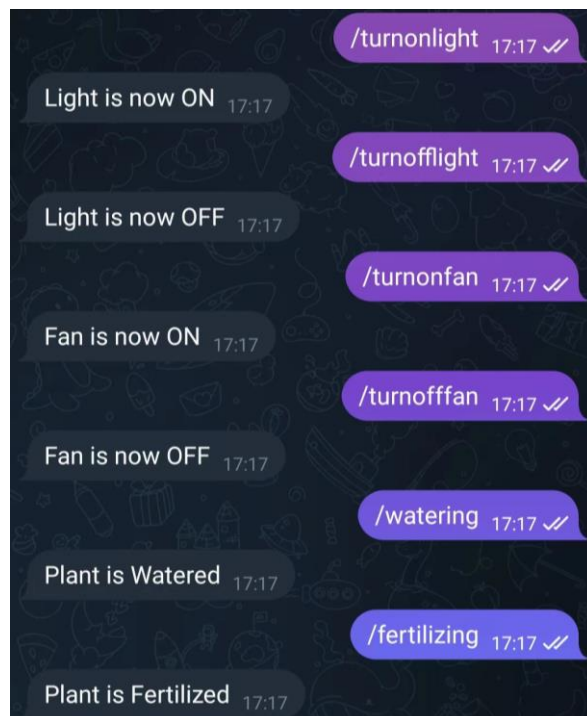 /turnonlight 17:17
Light is now ON 17:17
/turnofflight 17:17
Light is now OFF 17:17
/turnonfan 17:17
Fan is now ON 17:17
/turnofffan 17:17
Fan is now OFF 17:17
/watering 17:17
Plant is Watered 17:17
/fertilizing 17:17
Plant is Fertilized 17:17